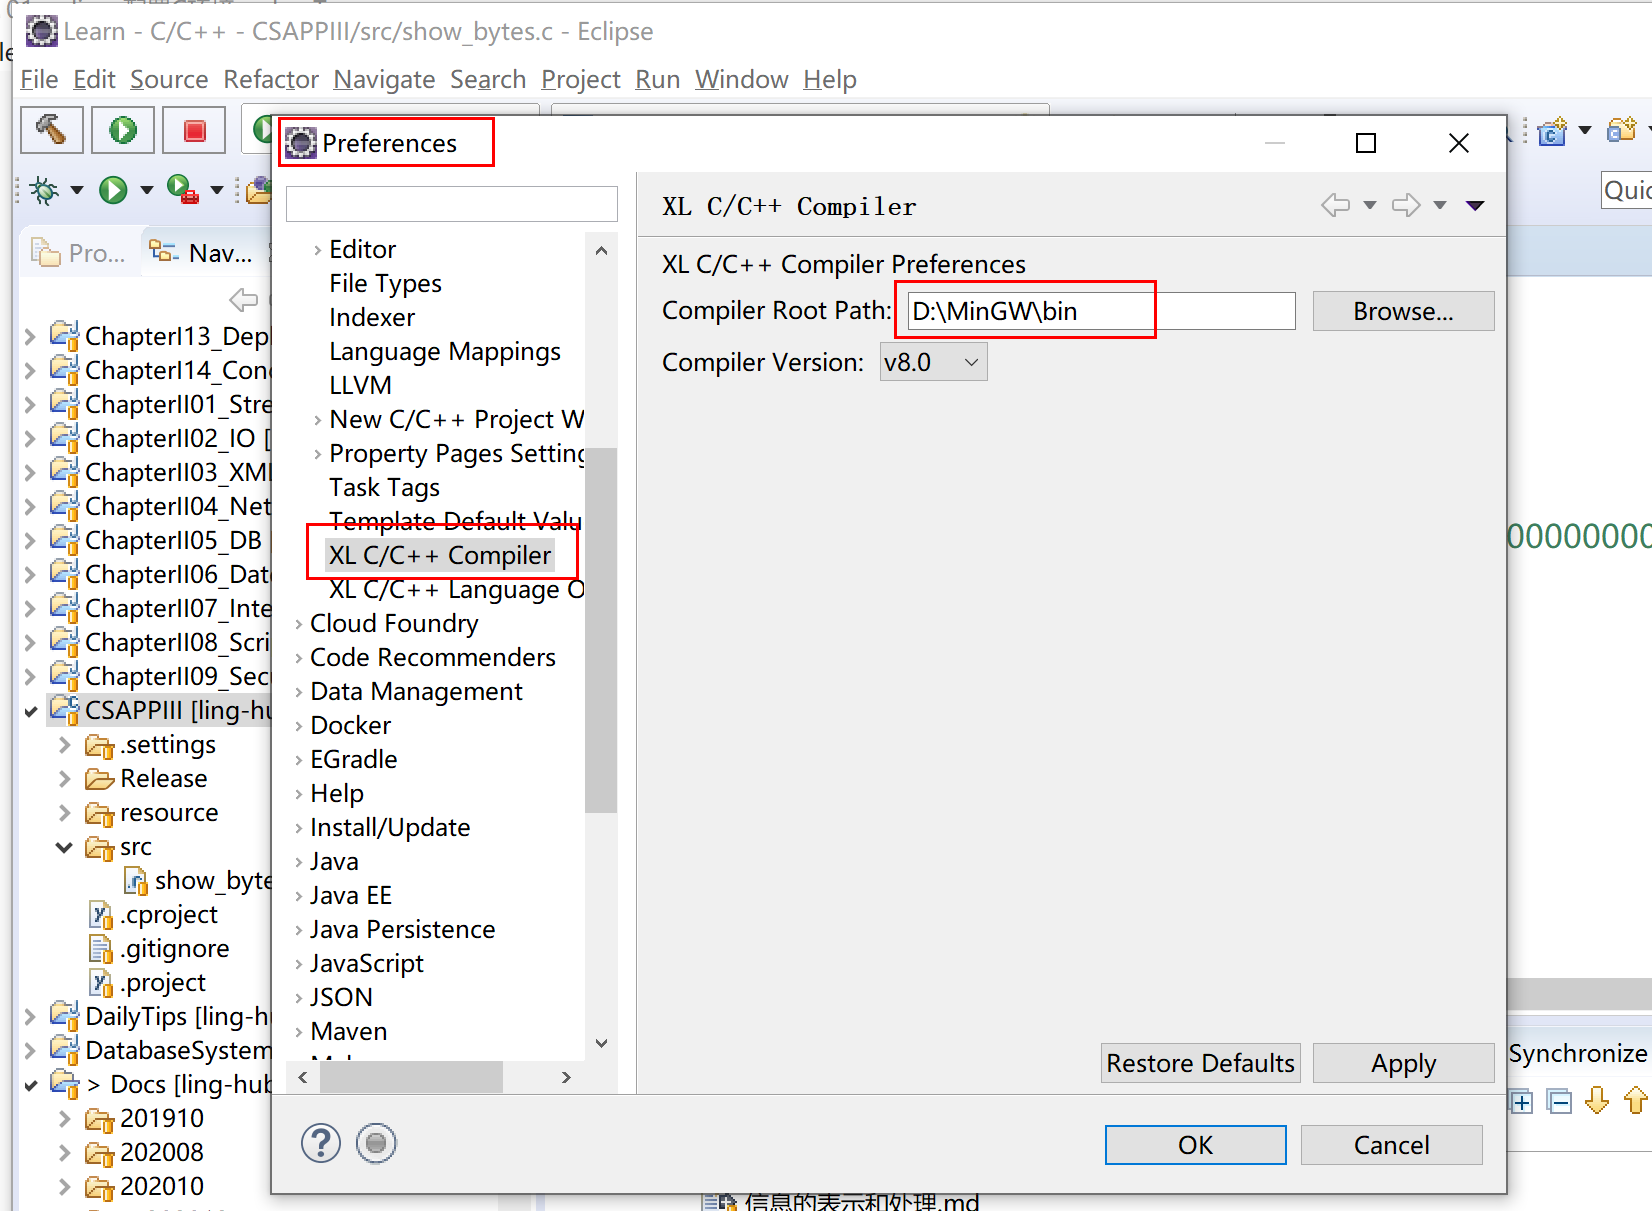 Learn - C/C++ - CSAPPIII/src/show_bytes.c - Eclipse
File Edit Source Refactor Navigate Search Project Run Window Help
Preferences
Quic
Pro...
Nav...
XL C/C++ Compiler
Editor
File Types
Indexer
Language Mappings
LLVM
New C/C++ Project W
Property Pages Setting
Task Tags
Template Default Valu
XL C/C++ Compiler
XL C/C++ Language O
Cloud Foundry
Code Recommenders
Data Management
Docker
EGradle
Help
Install/Update
Java
Java EE
Java Persistence
JavaScript
JSON
Maven
XL C/C++ Compiler Preferences
Compiler Root Path: D:\MinGW\bin Browse...
Compiler Version: v8.0
Restore Defaults Apply
OK Cancel
ChapterI13_Depl
ChapterI14_Conc
ChapterII01_Stre
ChapterII02_IO [
ChapterII03_XML
ChapterII04_Net
ChapterII05_DB
ChapterII06_Date
ChapterII07_Inte
ChapterII08_Scri
ChapterII09_Secu
CSAPPIII [ling-hu
.settings
Release
resource
src
show_byte
.cproject
.gitignore
.project
DailyTips [ling-hu
DatabaseSystem
> Docs [ling-hub
201910
202008
202010
00000000
Synchronize
信息的表示和处理.md